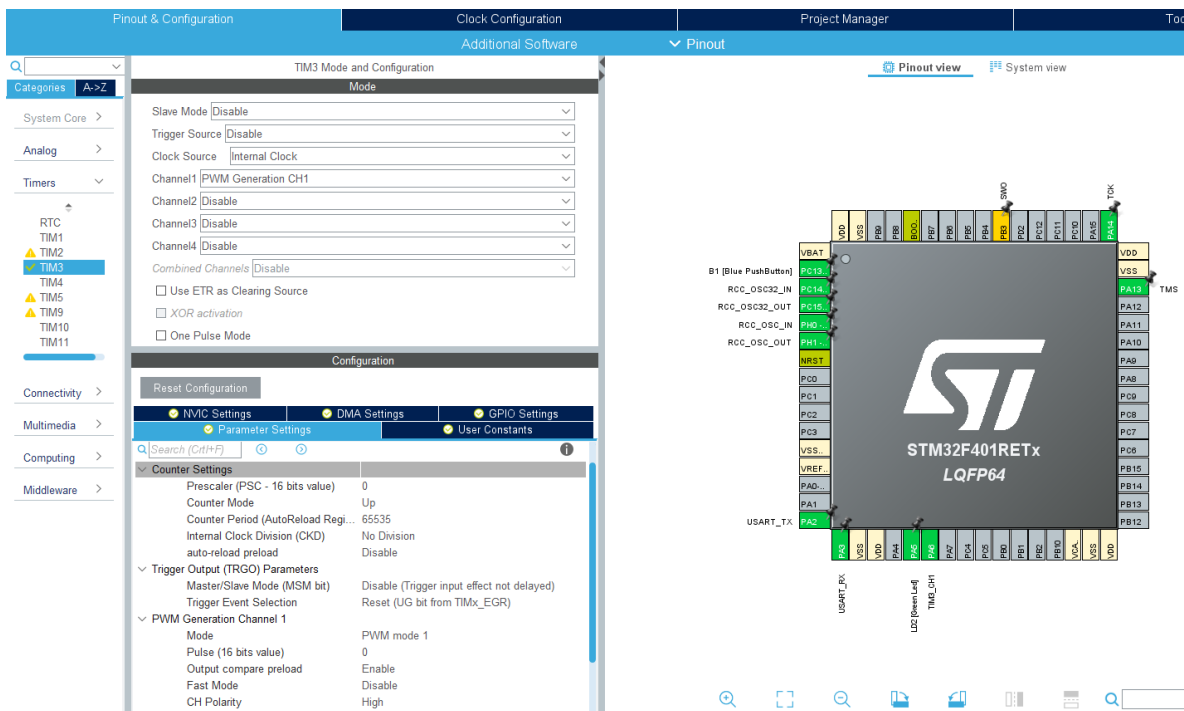 Pinout & Configuration
Clock Configuration
Project Manager
Too
Additional Software
Pinout
Categories
A->Z
System Core
Analog
Timers
RTC
TIM1
TIM2
TIM3
TIM4
TIM5
TIM9
TIM10
TIM11
Connectivity
Multimedia
Computing
Middleware
TIM3 Mode and Configuration
Mode
Slave Mode Disable
Trigger Source Disable
Clock Source Internal Clock
Channel1 PWM Generation CH1
Channel2 Disable
Channel3 Disable
Channel4 Disable
Combined Channels Disable
Use ETR as Clearing Source
XOR activation
One Pulse Mode
Configuration
Reset Configuration
NVIC Settings
DMA Settings
GPIO Settings
Parameter Settings
User Constants
Search (Crtl+F)
Counter Settings
Prescaler (PSC - 16 bits value) 0
Counter Mode Up
Counter Period (AutoReload Regi... 65535
Internal Clock Division (CKD) No Division
auto-reload preload Disable
Trigger Output (TRGO) Parameters
Master/Slave Mode (MSM bit) Disable (Trigger input effect not delayed)
Trigger Event Selection Reset (UG bit from TIMx_EGR)
PWM Generation Channel 1
Mode PWM mode 1
Pulse (16 bits value) 0
Output compare preload Enable
Fast Mode Disable
CH Polarity High
Pinout view
System view
SWO
TCK
VDD
VSS
PB9
PB8
BOO..
PB7
PB6
PB5
PB4
PB3
PD2
PC12
PC11
PC10
PA15
PA14
VBAT
B1 [Blue PushButton] PC13..
RCC_OSC32_IN PC14..
RCC_OSC32_OUT PC15..
RCC_OSC_IN PH0 -..
RCC_OSC_OUT PH1 -..
NRST
PC0
PC1
PC2
PC3
VSS..
VREF..
PA0-..
PA1
USART_TX PA2
VDD
VSS
PA13 TMS
PA12
PA11
PA10
PA9
PA8
PC9
PC8
PC7
PC6
PB15
PB14
PB13
PB12
ST
STM32F401RETx
LQFP64
PA3
VSS
VDD
PA4
PA5
PA6
PA7
PC4
PC5
PB0
PB1
PB2
PB10
VCA..
VSS
VDD
USART_RX
LD2 [Green Led]
TIM3_CH1